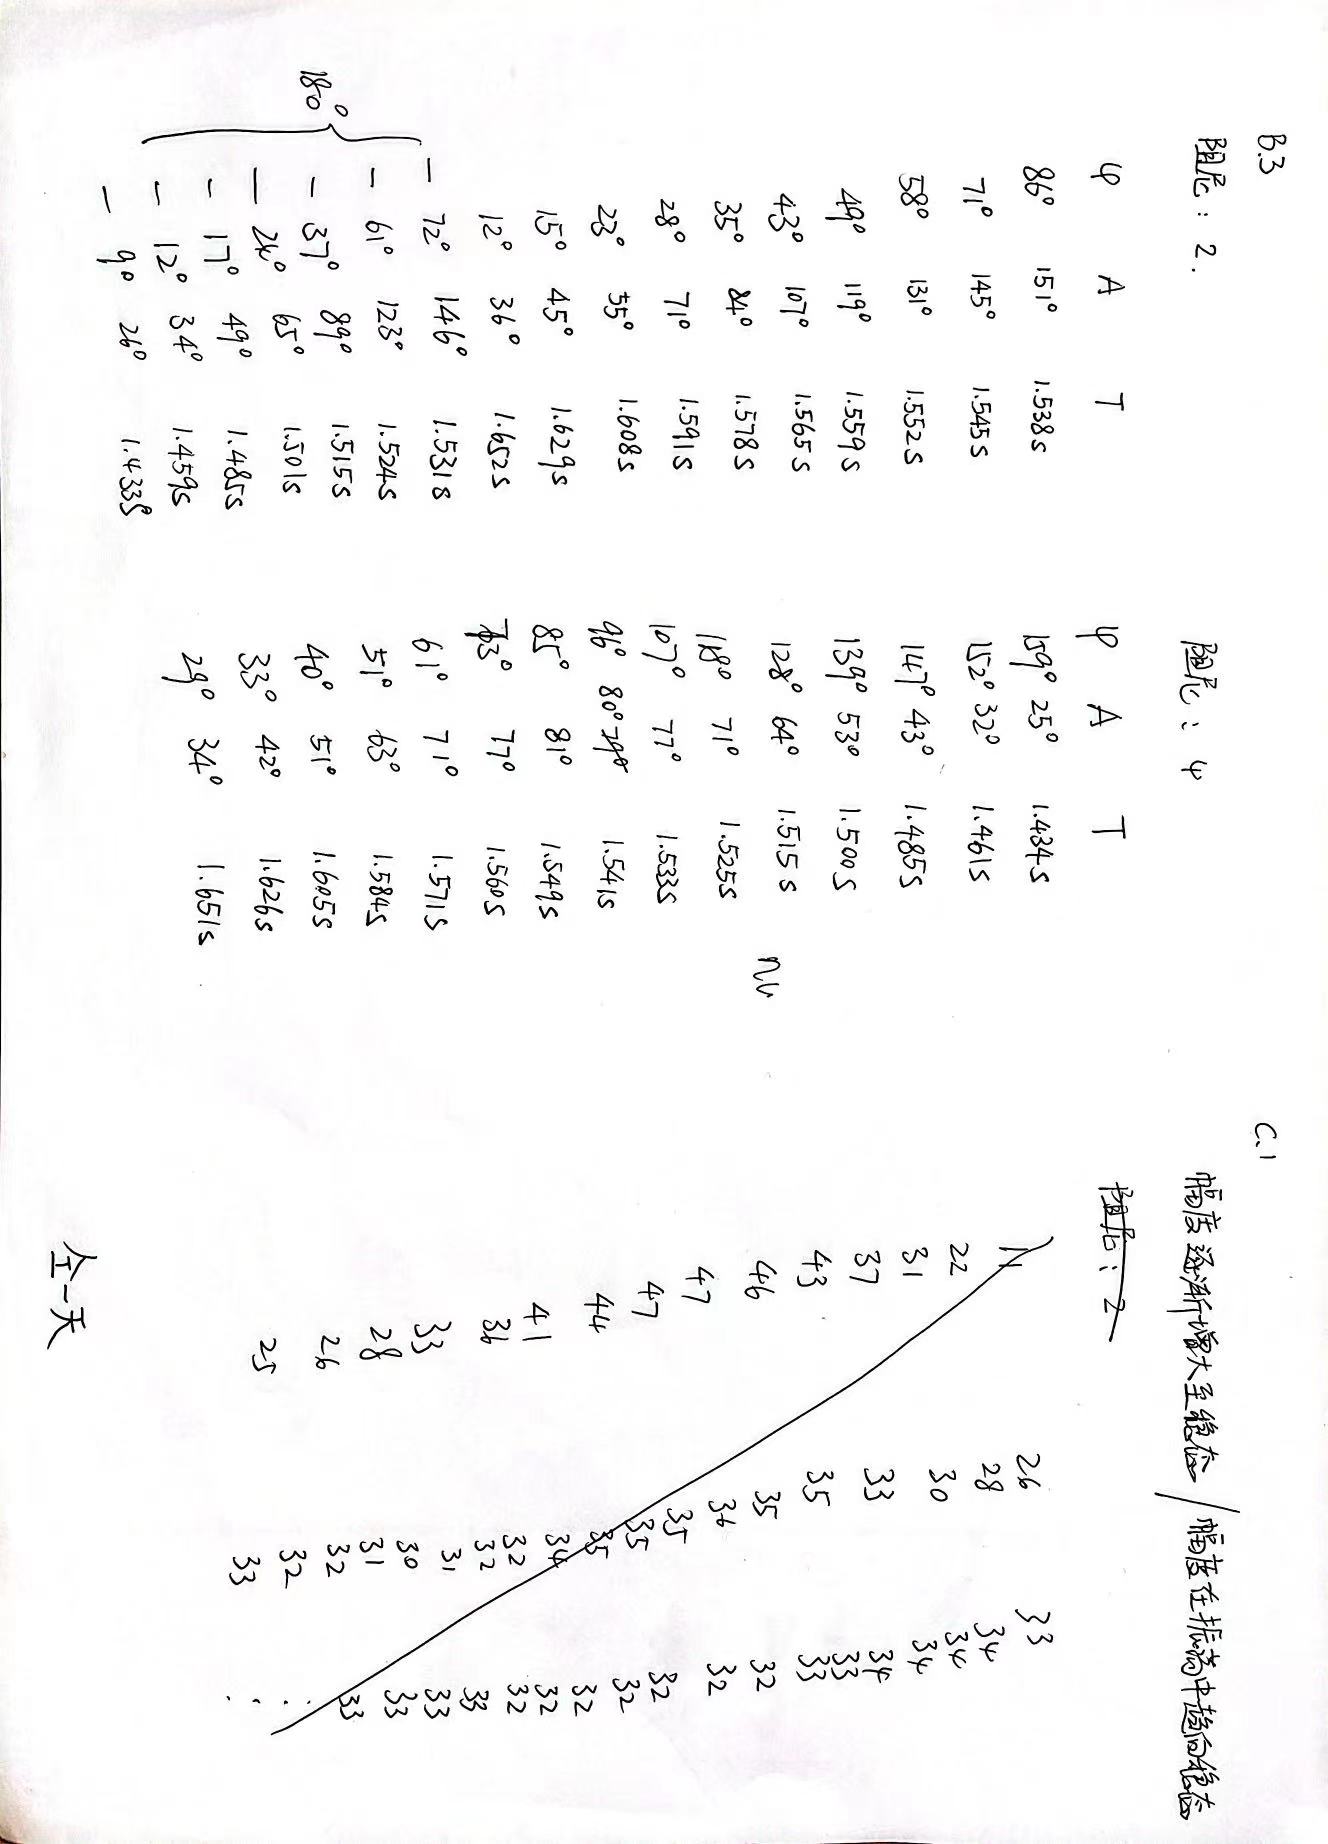 B.3
阻尼：2.
φ A T
86° 151° 1.538s
71° 145° 1.545s
58° 131° 1.552s
49° 119° 1.559s
43° 107° 1.565s
35° 84° 1.578s
28° 71° 1.591s
23° 55° 1.608s
15° 45° 1.629s
12° 36° 1.652s
180°
- 72° 146° 1.531s
- 61° 123° 1.524s
- 37° 89° 1.515s
- 24° 65° 1.501s
- 17° 49° 1.485s
- 12° 34° 1.459s
- 9° 26° 1.433s
阻尼：4
φ A T
159° 25° 1.434s
152° 32° 1.461s
147° 43° 1.485s
139° 53° 1.500s
128° 64° 1.515s
118° 71° 1.525s
107° 77° 1.533s
96° 80° 79° 1.541s
85° 81° 1.549s
73° 77° 1.560s
61° 71° 1.571s
51° 63° 1.584s
40° 51° 1.605s
33° 42° 1.626s
29° 34° 1.651s
C.1
幅度逐渐增大至稳态/幅度在振荡中趋向稳态
阻尼：2
11 26 33
22 28 34
31 30 34
37 33 34
43 35 34
46 35 33
47 36 33
47 35 32
44 35 32
41 35 32
36 34 32
33 32 32
28 32 32
26 31 32
25 30 33
31 33
32 33
32 33
33
仝一天